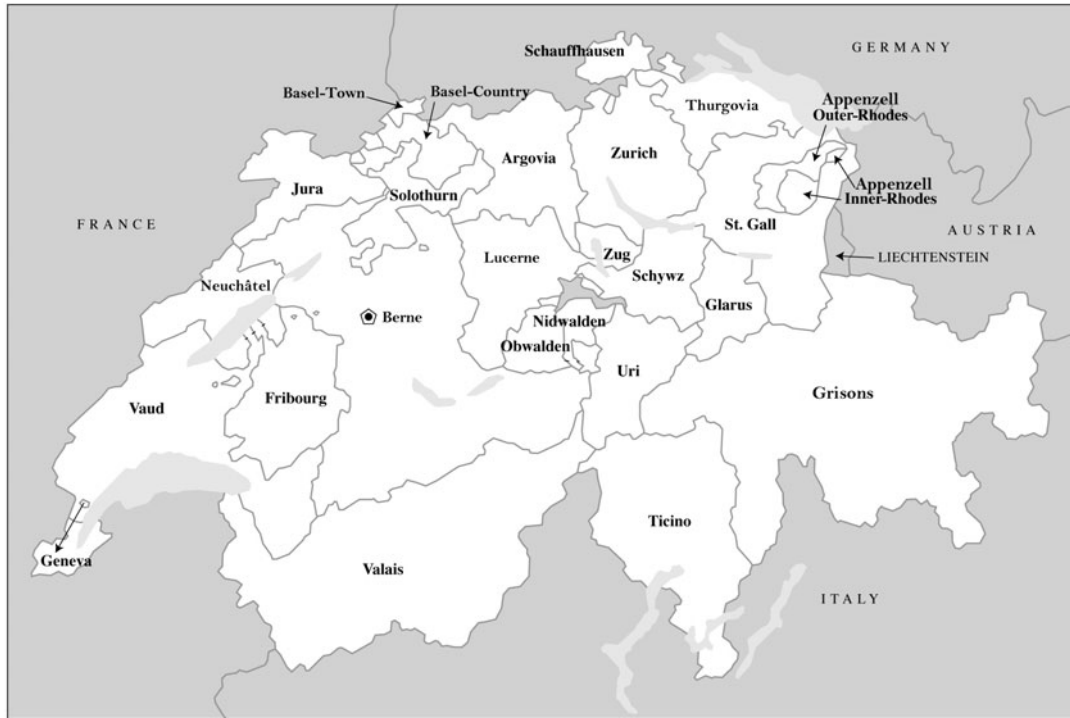 GERMANY
Schauffhausen
Basel-Town
Basel-Country
Thurgovia
Appenzell
Outer-Rhodes
Argovia
Zurich
Jura
Solothurn
Appenzell
Inner-Rhodes
FRANCE
St. Gall
AUSTRIA
Lucerne
Zug
LIECHTENSTEIN
Schywz
Neuchâtel
Glarus
Berne
Nidwalden
Obwalden
Uri
Grisons
Vaud
Fribourg
Ticino
Geneva
Valais
ITALY